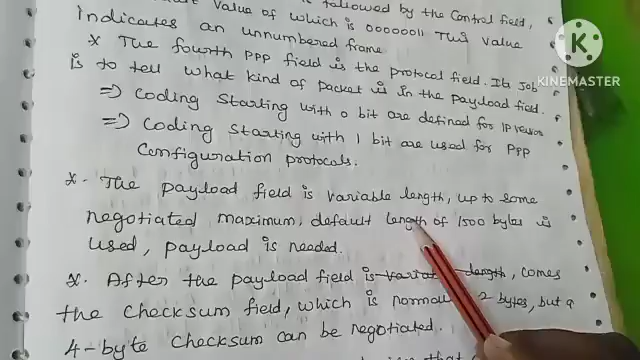 value of which is 00000011 This value
followed by the control field,
indicates an unnumbered frame
* The fourth PPP field is the protocol field. Its job
is to tell what kind of packet is in the payload field.
=> Coding starting with 0 bit are defined for IP
=> Coding starting with 1 bit are used for PPP
configuration protocols.
*. The payload field is variable length, up to some
negotiated maximum, default length of 1500 bytes is
used, payload is needed.
*. After the payload field is variable length, comes
the checksum field, which is 2 bytes, but a
4-byte checksum can be negotiated.
KINEMASTER